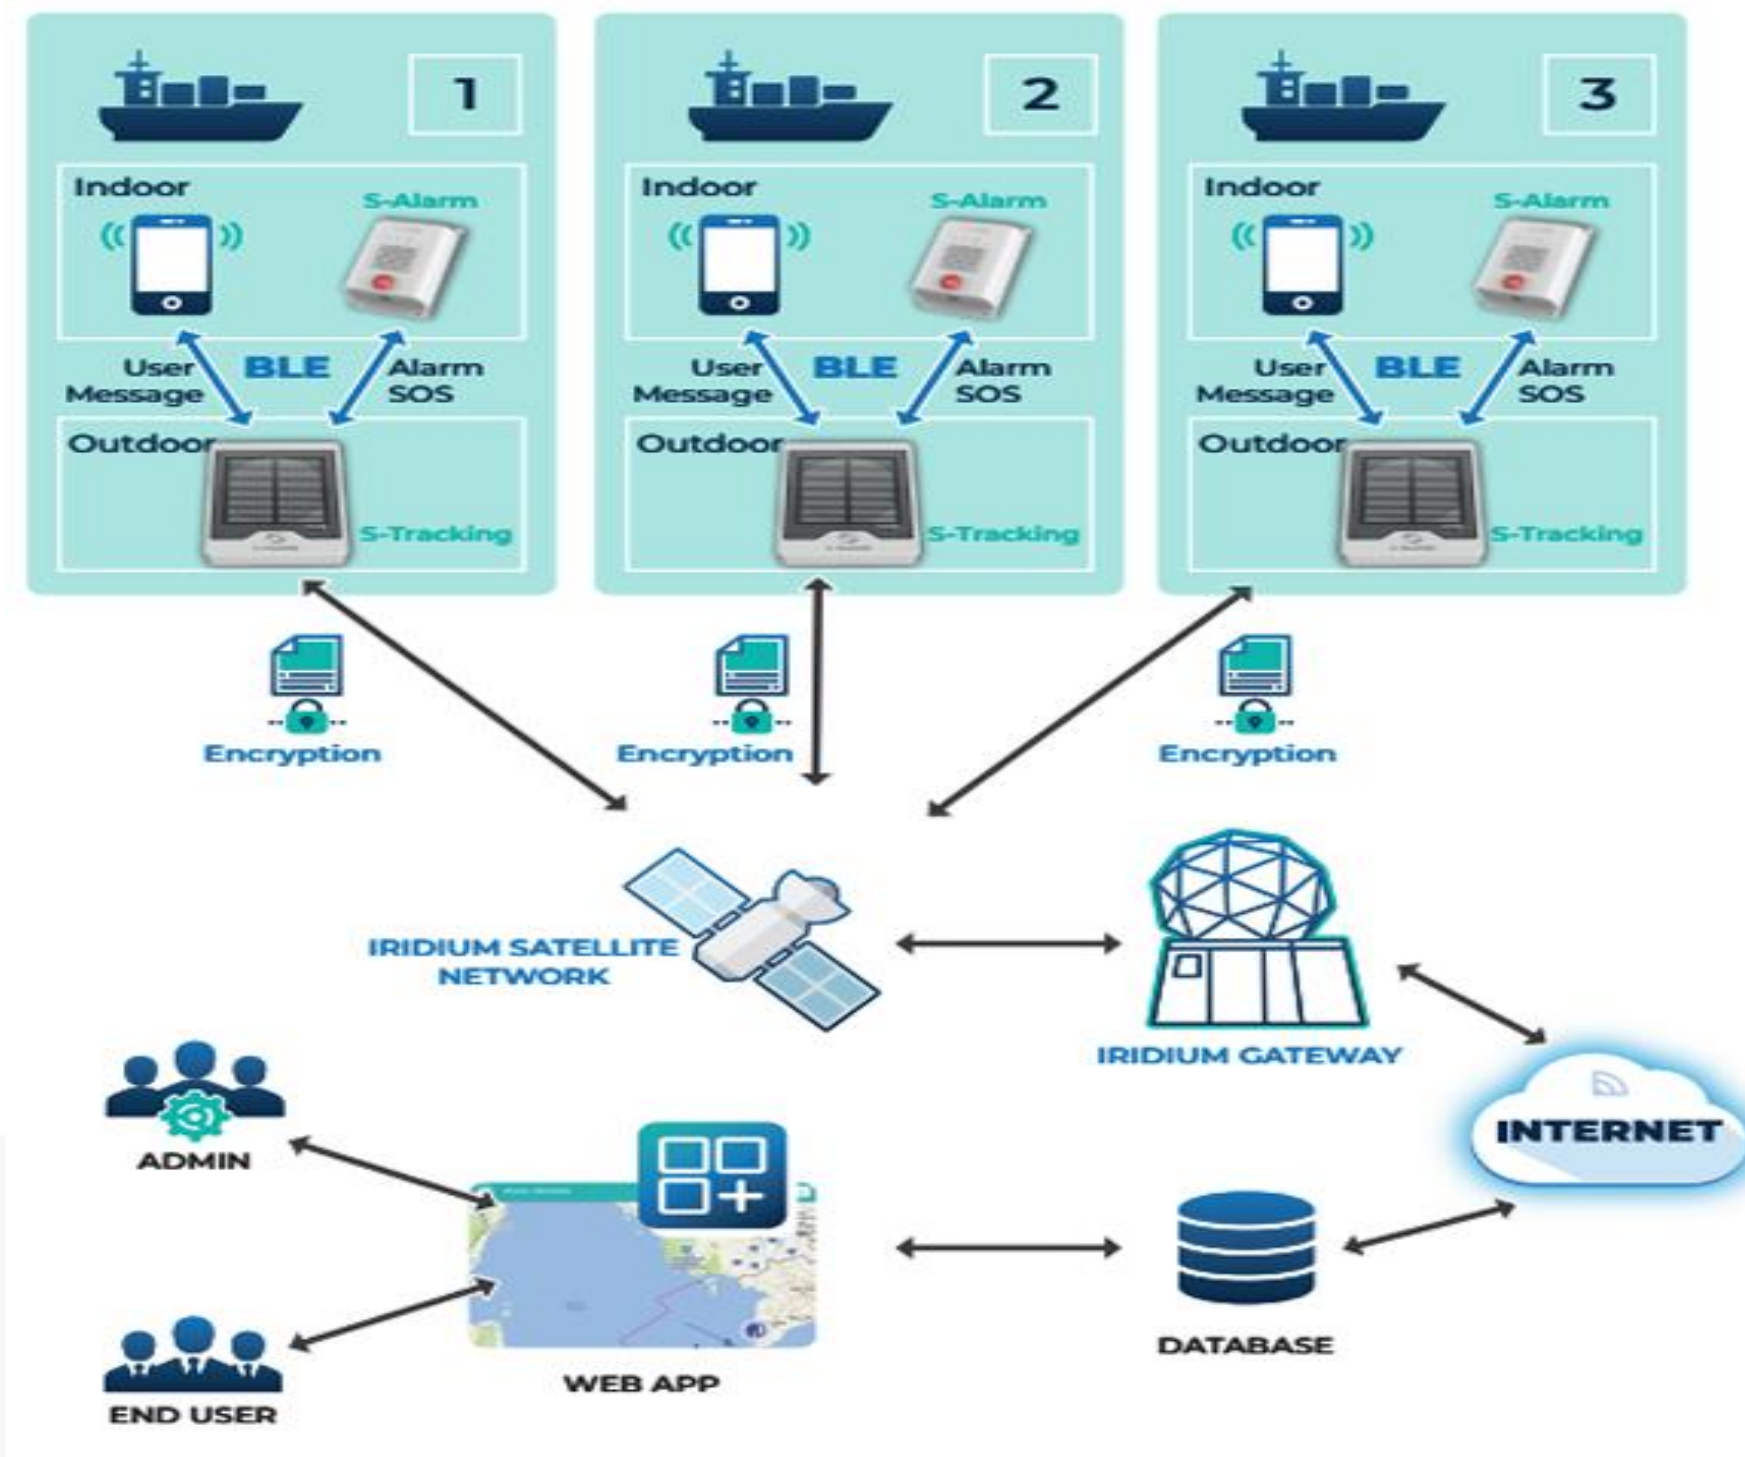 1
Indoor
S-Alarm
User
Message
BLE
Alarm
SOS
Outdoor
S-Tracking
2
Indoor
S-Alarm
User
Message
BLE
Alarm
SOS
Outdoor
S-Tracking
3
Indoor
S-Alarm
User
Message
BLE
Alarm
SOS
Outdoor
S-Tracking
Encryption
Encryption
Encryption
IRIDIUM SATELLITE
NETWORK
IRIDIUM GATEWAY
INTERNET
ADMIN
WEB APP
DATABASE
END USER